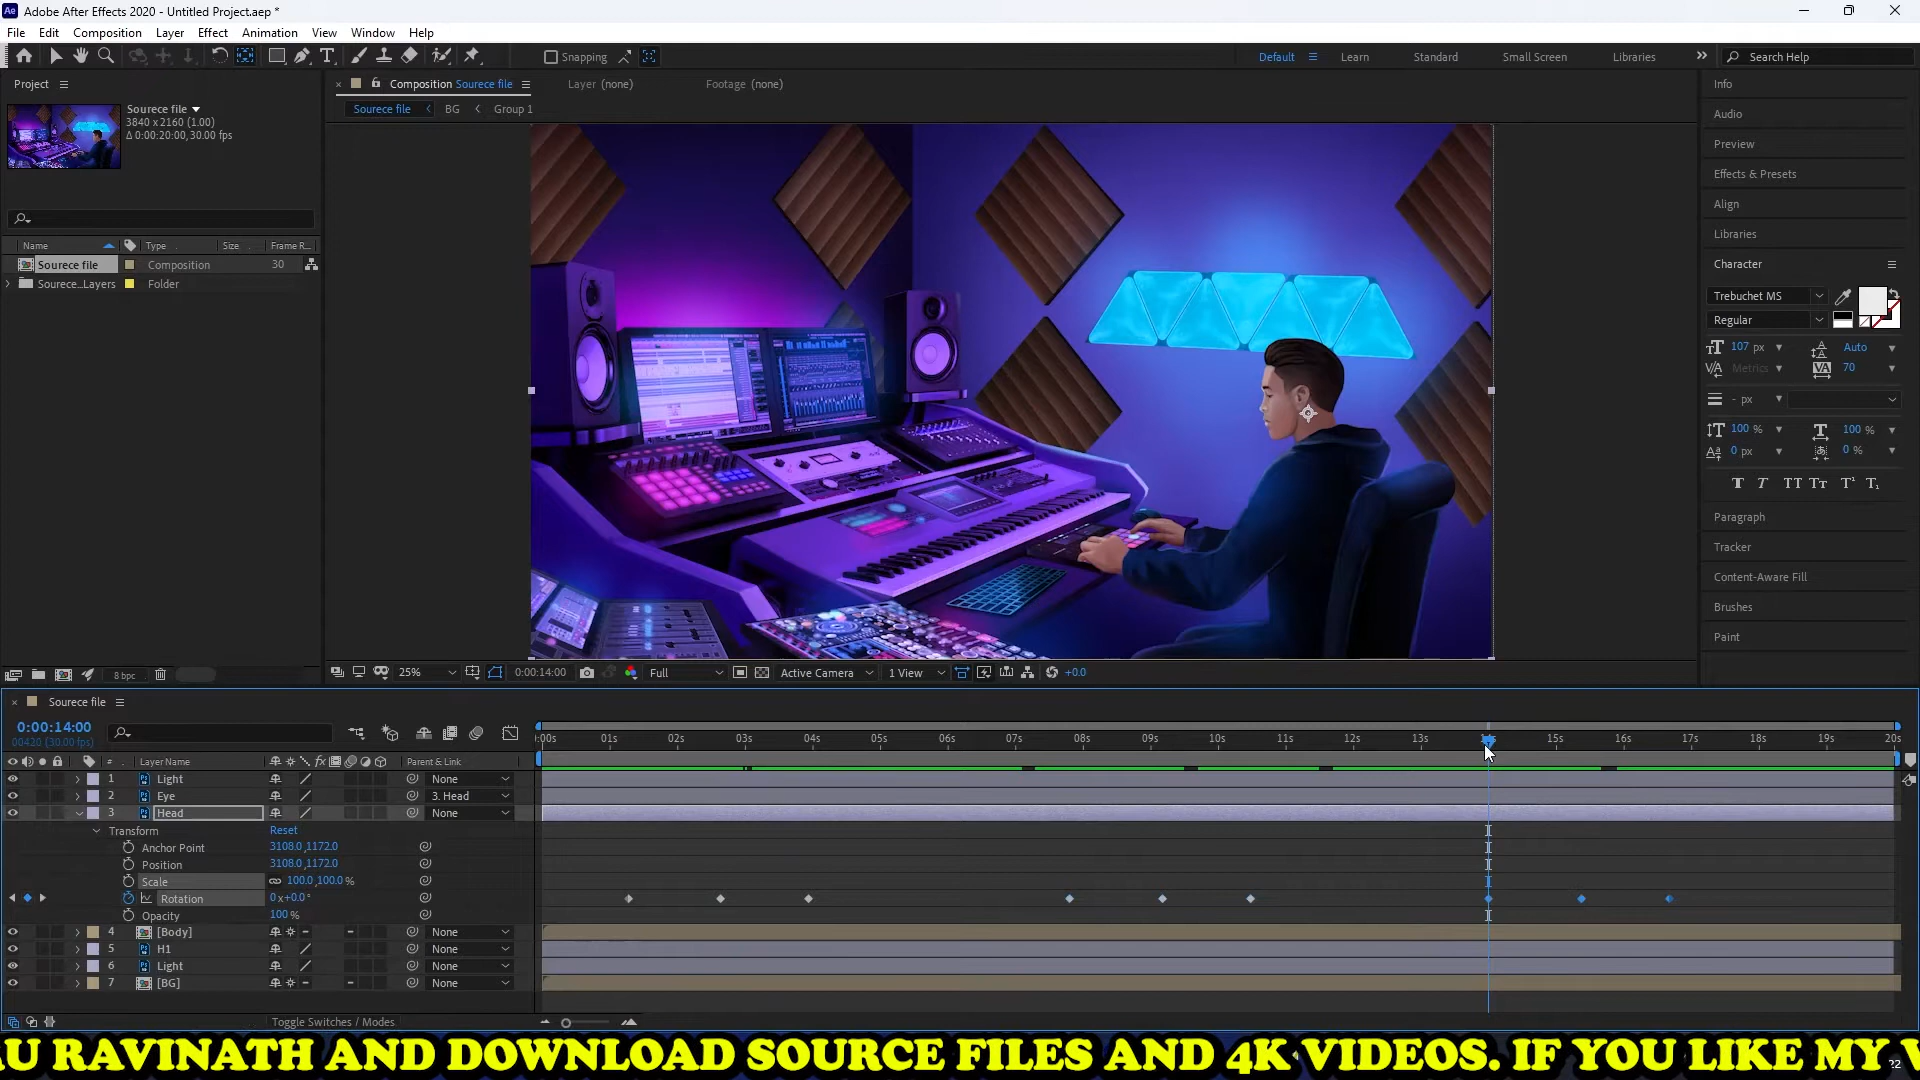 Adobe After Effects 2020 - Untitled Project.aep *
File Edit Composition Layer Effect Animation View Window Help
Snapping
Default Learn Standard Small Screen Libraries Search Help
Project
Composition Sourece file Layer (none) Footage (none)
Sourece file BG Group 1
Sourece file
3840 x 2160 (1.00)
Δ 0:00:20:00, 30.00 fps
Name Type Size Frame R...
Sourece file Composition 30
Sourece...Layers Folder
8 bpc
25% 0:00:14:00 Full Active Camera 1 View +0.0
Info
Audio
Preview
Effects & Presets
Align
Libraries
Character
Trebuchet MS
Regular
107 px Auto
Metrics 70
- px
100 % 100 %
0 px 0 %
Paragraph
Tracker
Content-Aware Fill
Brushes
Paint
Sourece file
0:00:14:00
00420 (30.00 fps)
:00s 01s 02s 03s 04s 05s 06s 07s 08s 09s 10s 11s 12s 13s 15s 16s 17s 18s 19s 20s
# Layer Name Parent & Link
1 Light None
2 Eye 3. Head
3 Head None
Transform Reset
Anchor Point 3108.0,1172.0
Position 3108.0,1172.0
Scale 100.0,100.0 %
Rotation 0 x+0.0°
Opacity 100 %
4 [Body] None
5 H1 None
6 Light None
7 [BG] None
Toggle Switches / Modes
AU RAVINATH AND DOWNLOAD SOURCE FILES AND 4K VIDEOS. IF YOU LIKE MY V